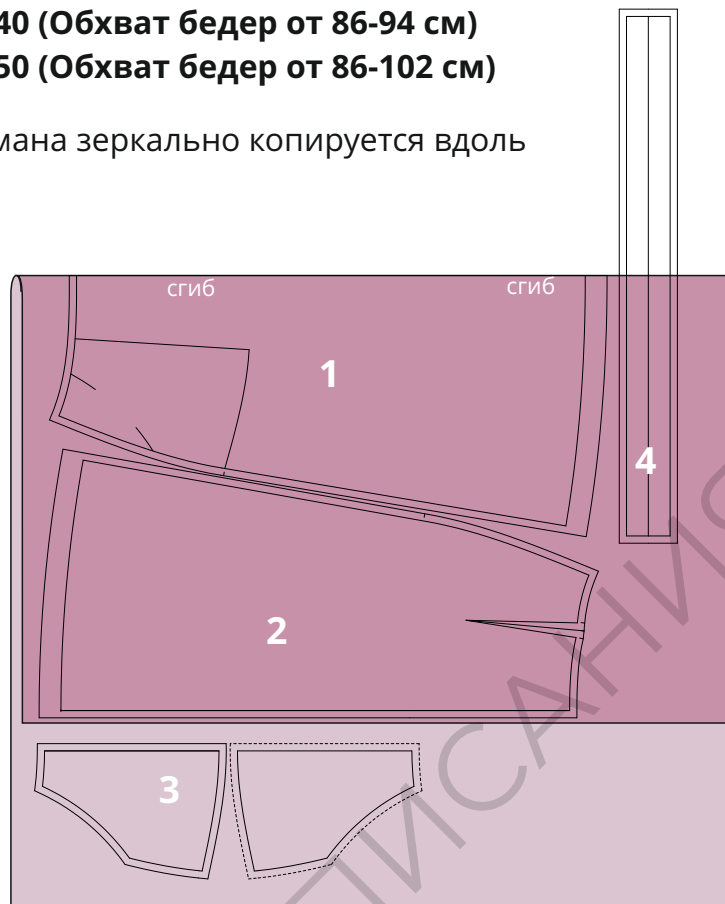 40 (Обхват бедер от 86-94 см)
50 (Обхват бедер от 86-102 см)
мана зеркально копируется вдоль
сгиб
сгиб
1
4
2
3
ПИСАНИЕ